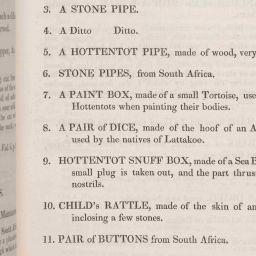 3. A STONE PIPE.
4. A Ditto Ditto.
5. A HOTTENTOT PIPE, made of wood, very
6. STONE PIPES, from South Africa.
7. A PAINT BOX, made of a small Tortoise, use
Hottentots when painting their bodies.
8. A PAIR of DICE, made of the hoof of an A
used by the natives of Lattakoo.
9. HOTTENTOT SNUFF BOX, made of a Sea B
small plug is taken out, and the part thrus
nostrils.
10. CHILD's RATTLE, made of the skin of an
inclosing a few stones.
11. PAIR of BUTTONS from South Africa.